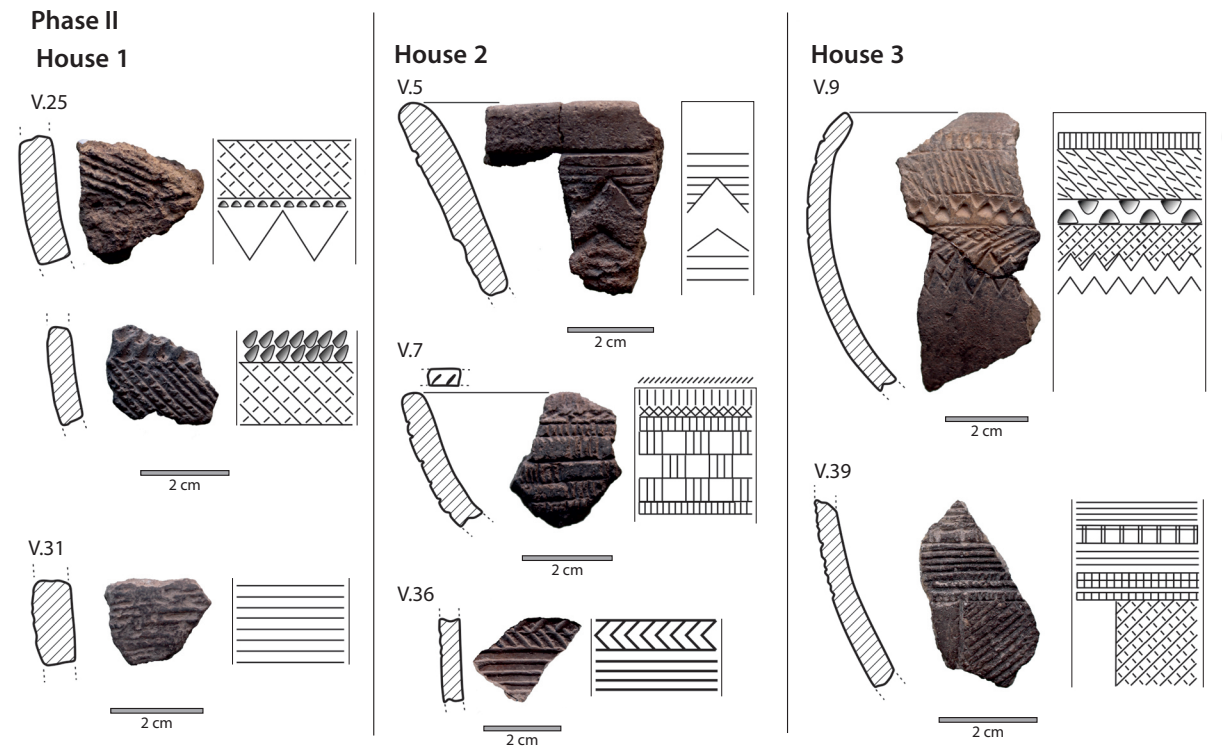 Phase II
House 1
V.25
2 cm
V.31
2 cm
House 2
V.5
2 cm
V.7
2 cm
V.36
2 cm
House 3
V.9
2 cm
V.39
2 cm